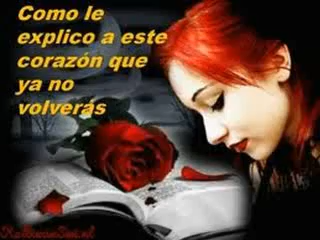 Como le
explico a este
corazón que
ya no
volverás